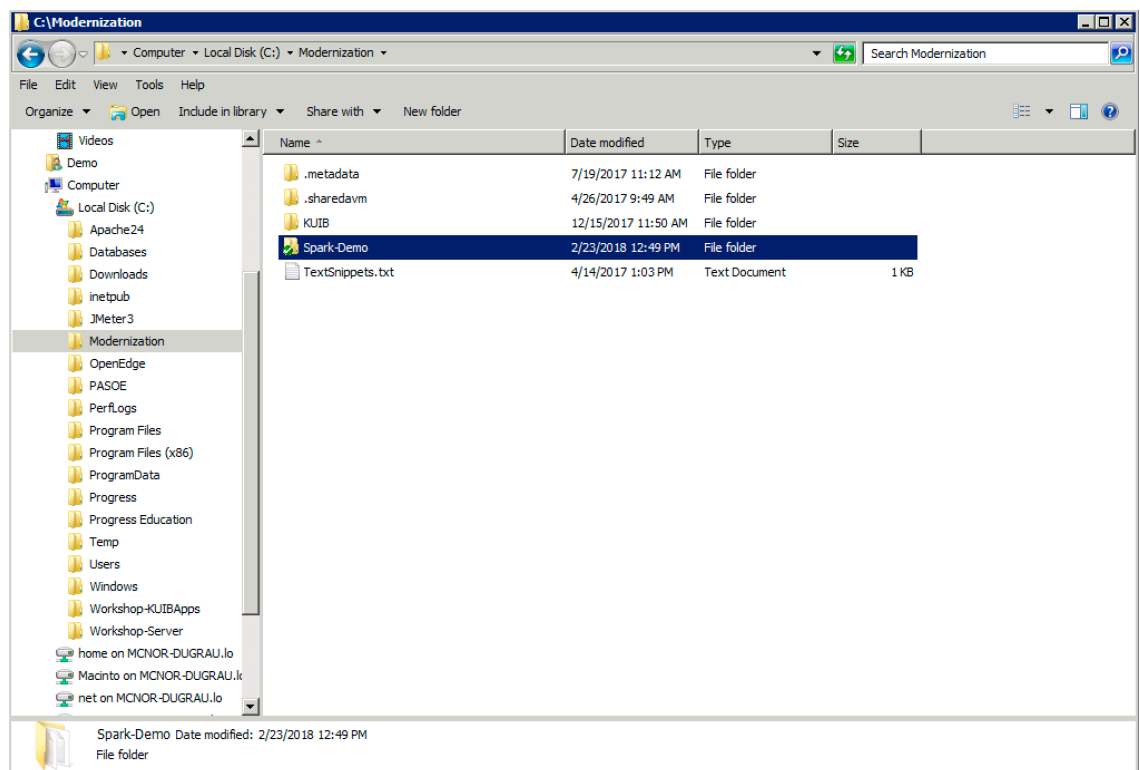 C:\Modernization
Computer Local Disk (C:) Modernization
Search Modernization
File Edit View Tools Help
Organize Open Include in library Share with New folder
Name Date modified Type Size
Videos
Demo
Computer
Local Disk (C:)
Apache24
Databases
Downloads
inetpub
JMeter3
Modernization
OpenEdge
PASOE
PerfLogs
Program Files
Program Files (x86)
ProgramData
Progress
Progress Education
Temp
Users
Windows
Workshop-KUIBApps
Workshop-Server
home on MCNOR-DUGRAU.lo
Macinto on MCNOR-DUGRAU.lo
net on MCNOR-DUGRAU.lo
.metadata 7/19/2017 11:12 AM File folder
.sharedavm 4/26/2017 9:49 AM File folder
KUIB 12/15/2017 11:50 AM File folder
Spark-Demo 2/23/2018 12:49 PM File folder
TextSnippets.txt 4/14/2017 1:03 PM Text Document 1 KB
Spark-Demo Date modified: 2/23/2018 12:49 PM
File folder